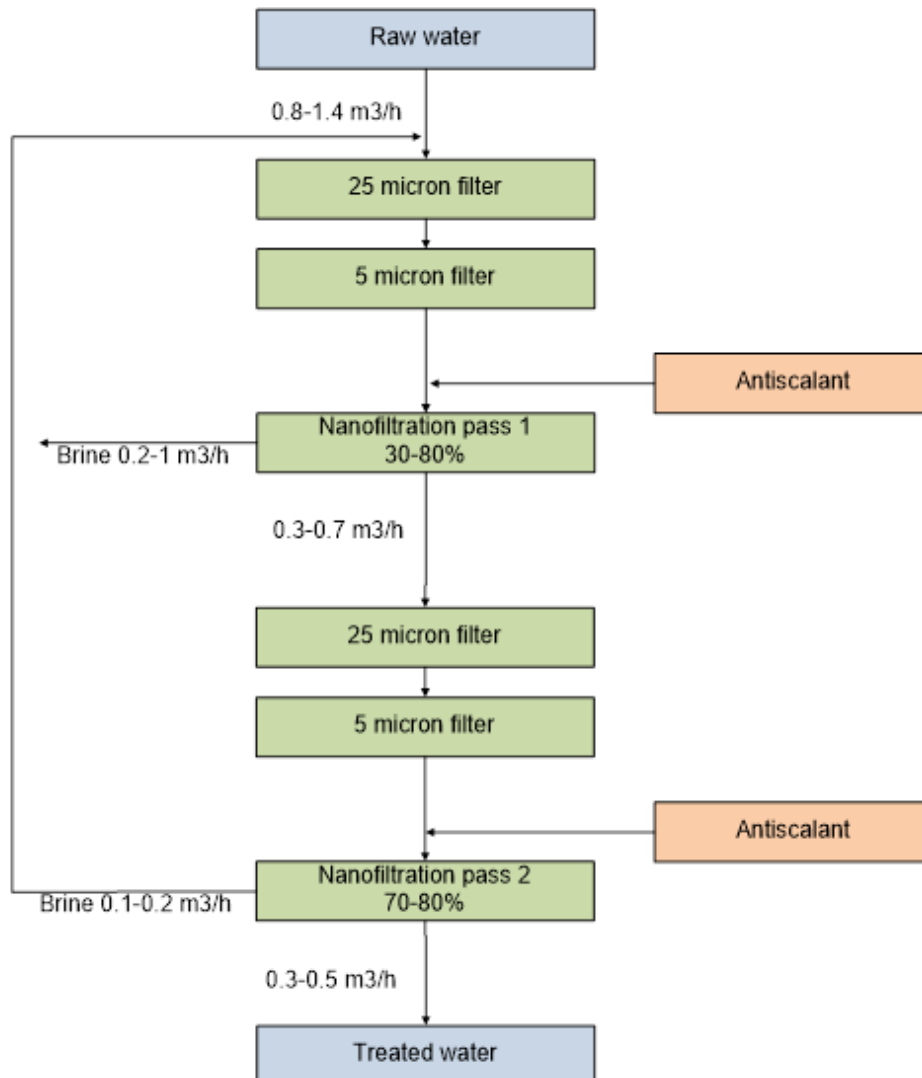 Raw water
0.8-1.4 m3/h
25 micron filter
5 micron filter
Antiscalant
Nanofiltration pass 1
30-80%
Brine 0.2-1 m3/h
0.3-0.7 m3/h
25 micron filter
5 micron filter
Antiscalant
Nanofiltration pass 2
70-80%
Brine 0.1-0.2 m3/h
0.3-0.5 m3/h
Treated water